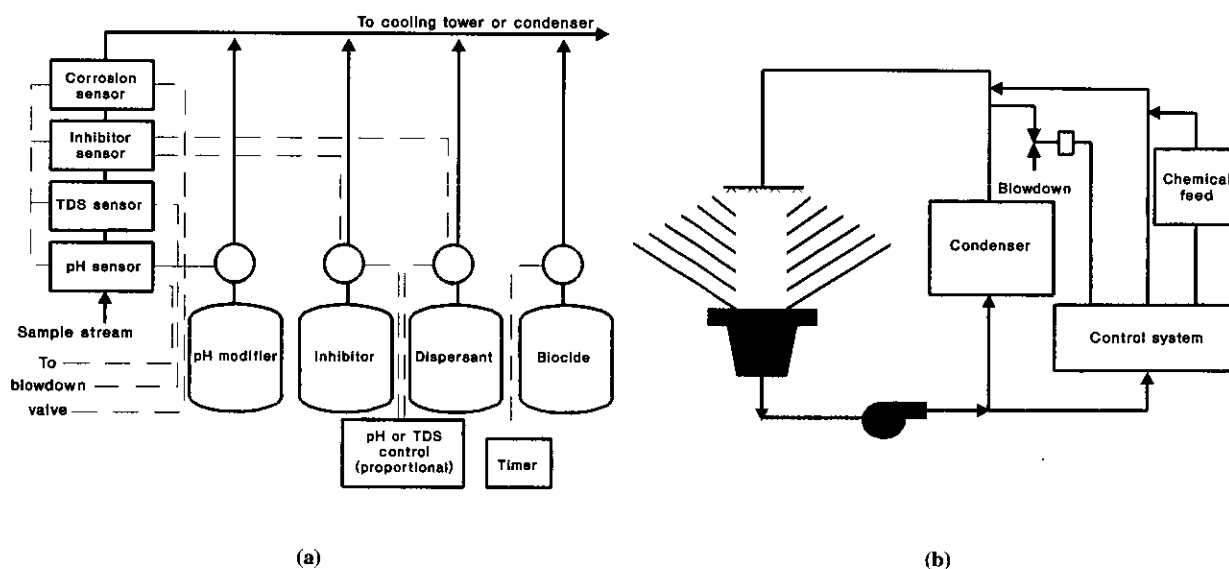 To cooling tower or condenser
Corrosion
sensor
Inhibitor
sensor
TDS sensor
pH sensor
Sample stream
To
blowdown
valve
pH modifier
Inhibitor
Dispersant
Biocide
pH or TDS
control
(proportional)
Timer
(a)
Blowdown
Condenser
Chemical
feed
Control system
(b)